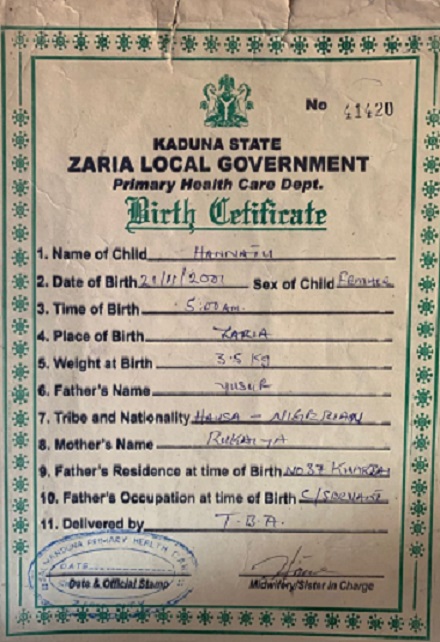 No 41420
KADUNA STATE
ZARIA LOCAL GOVERNMENT
Primary Health Care Dept.
Birth Cetificate
1. Name of Child
2. Date of Birth Sex of Child Female
3. Time of Birth 5:00 am
4. Place of Birth ZARIA
5. Weight at Birth 3.5 Kg
6. Father's Name YUSUF
7. Tribe and Nationality HAUSA - NIGERIAN
8. Mother's Name RUKAIYA
9. Father's Residence at time of Birth NO 37
10. Father's Occupation at time of Birth C/SERVANT
11. Delivered by T.B.A.
PRIMARY HEALTH
DATE
Date & Official Stamp Midwifery/Sister in Charge